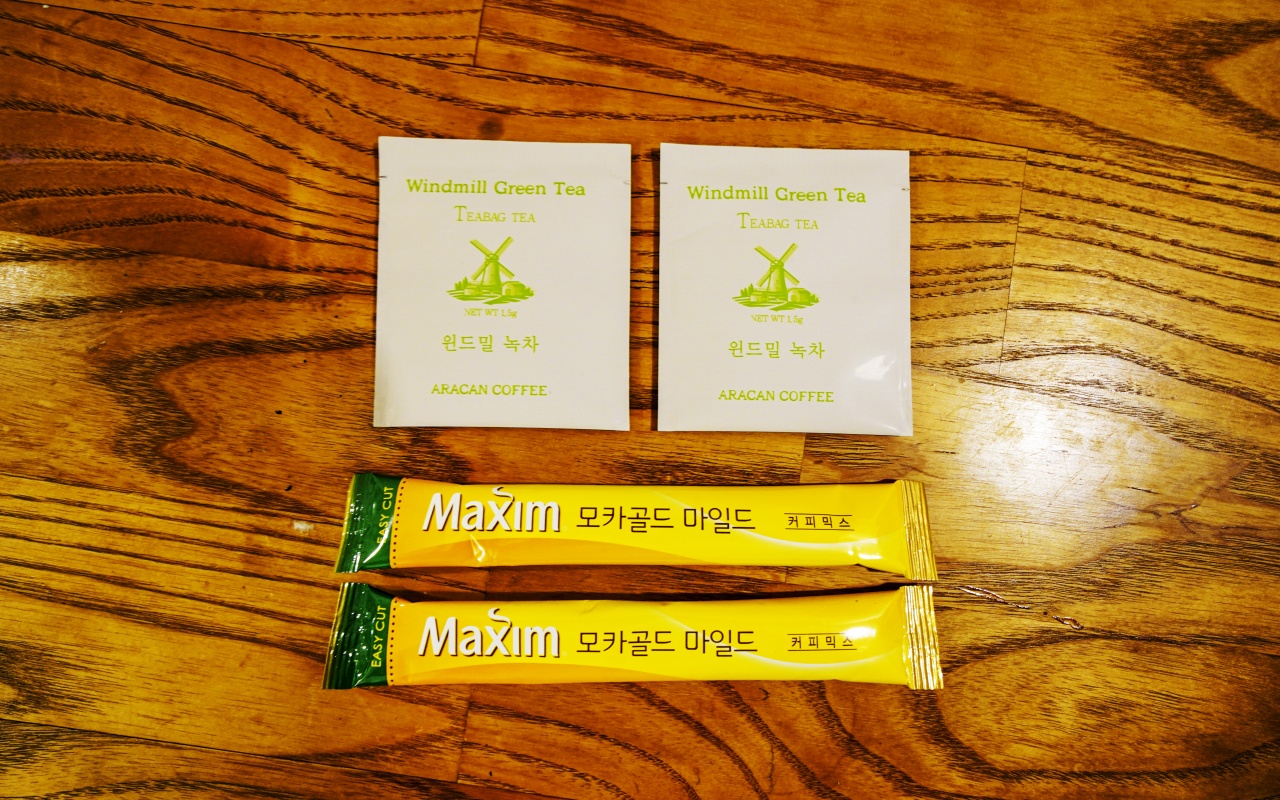 Windmill Green Tea
TEABAG TEA
NET WT 1.5g
윈드밀 녹차
ARACAN COFFEE
Windmill Green Tea
TEABAG TEA
NET WT 1.5g
윈드밀 녹차
ARACAN COFFEE
EASY CUT
Maxim 모카골드 마일드 커피믹스
EASY CUT
Maxim 모카골드 마일드 커피믹스